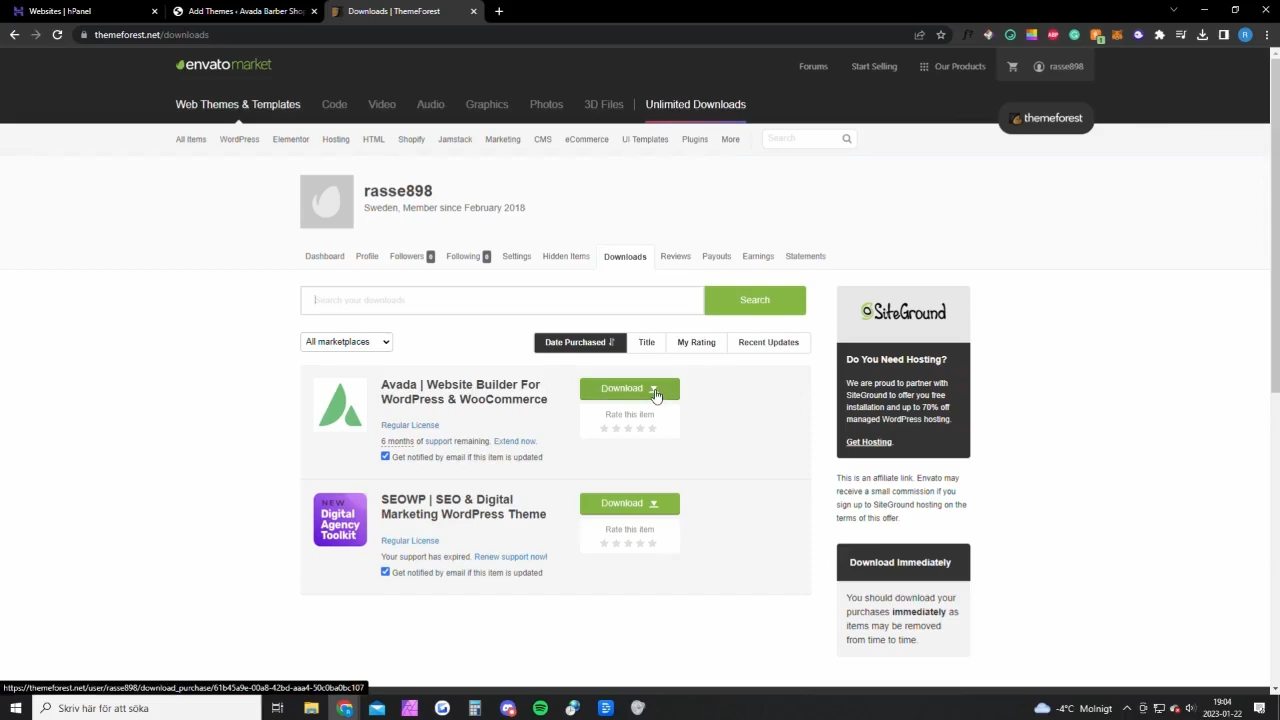 Websites | hPanel
Add Themes ‹ Avada Barber Shop
Downloads | ThemeForest
themeforest.net/downloads
envatomarket
Forums
Start Selling
Our Products
rasse898
Web Themes & Templates
Code
Video
Audio
Graphics
Photos
3D Files
Unlimited Downloads
themeforest
All Items
WordPress
Elementor
Hosting
HTML
Shopify
Jamstack
Marketing
CMS
eCommerce
UI Templates
Plugins
More
Search
rasse898
Sweden, Member since February 2018
Dashboard
Profile
Followers 0
Following 0
Settings
Hidden Items
Downloads
Reviews
Payouts
Earnings
Statements
Search your downloads
Search
All marketplaces
Date Purchased
Title
My Rating
Recent Updates
Avada | Website Builder For
WordPress & WooCommerce
Regular License
6 months of support remaining. Extend now.
Get notified by email if this item is updated
Download
Rate this item
NEW
Digital
Agency
Toolkit
SEOWP | SEO & Digital
Marketing WordPress Theme
Regular License
Your support has expired. Renew support now!
Get notified by email if this item is updated
Download
Rate this item
SiteGround
Do You Need Hosting?
We are proud to partner with
SiteGround to offer you free
installation and up to 70% off
managed WordPress hosting.
Get Hosting.
This is an affiliate link. Envato may
receive a small commission if you
sign up to SiteGround hosting on the
terms of this offer.
Download Immediately
You should download your
purchases immediately as
items may be removed
from time to time.
https://themeforest.net/user/rasse898/download_purchase/61b45a9e-00a8-42bd-aaa4-50c0ba0bc107
Skriv här för att söka
-4°C Molnigt
19:04
2023-01-22